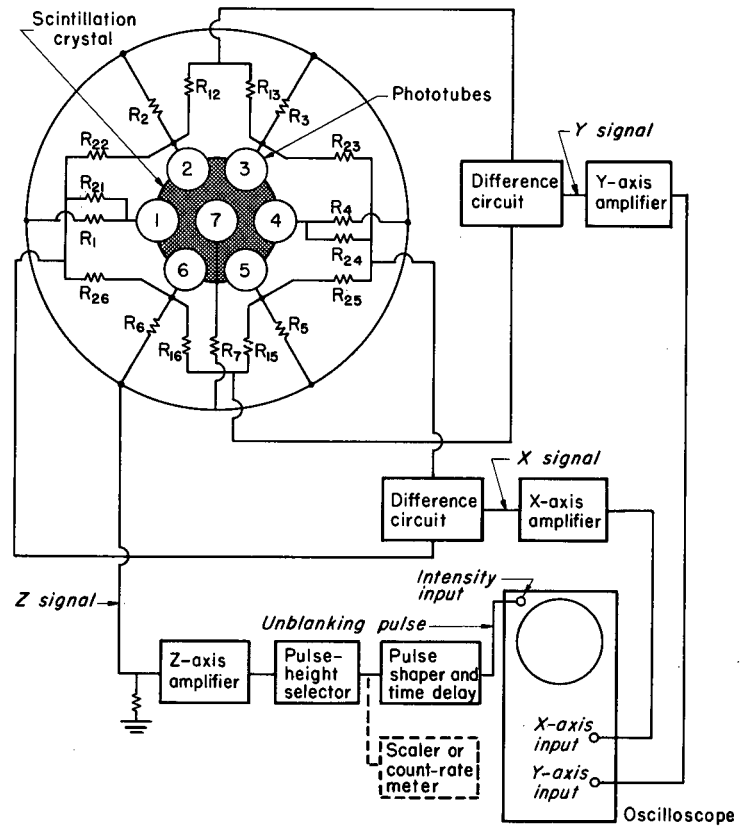 Scintillation
crystal
R12
R13
R2
R3
Phototubes
R22
R23
2
3
R21
1
7
4
R4
R1
R24
6
5
R26
R25
R6
R16
R7
R15
R5
Y signal
Difference
circuit
Y-axis
amplifier
X signal
Difference
circuit
X-axis
amplifier
Z signal
Intensity
input
Unblanking pulse
Z-axis
amplifier
Pulse-
height
selector
Pulse
shaper and
time delay
Scaler or
count-rate
meter
X-axis
input
Y-axis
input
Oscilloscope